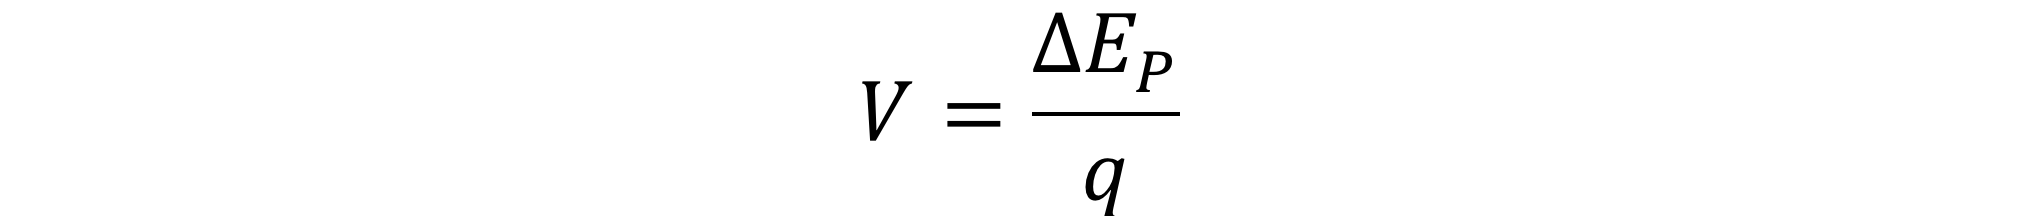 V = ΔE_P / q